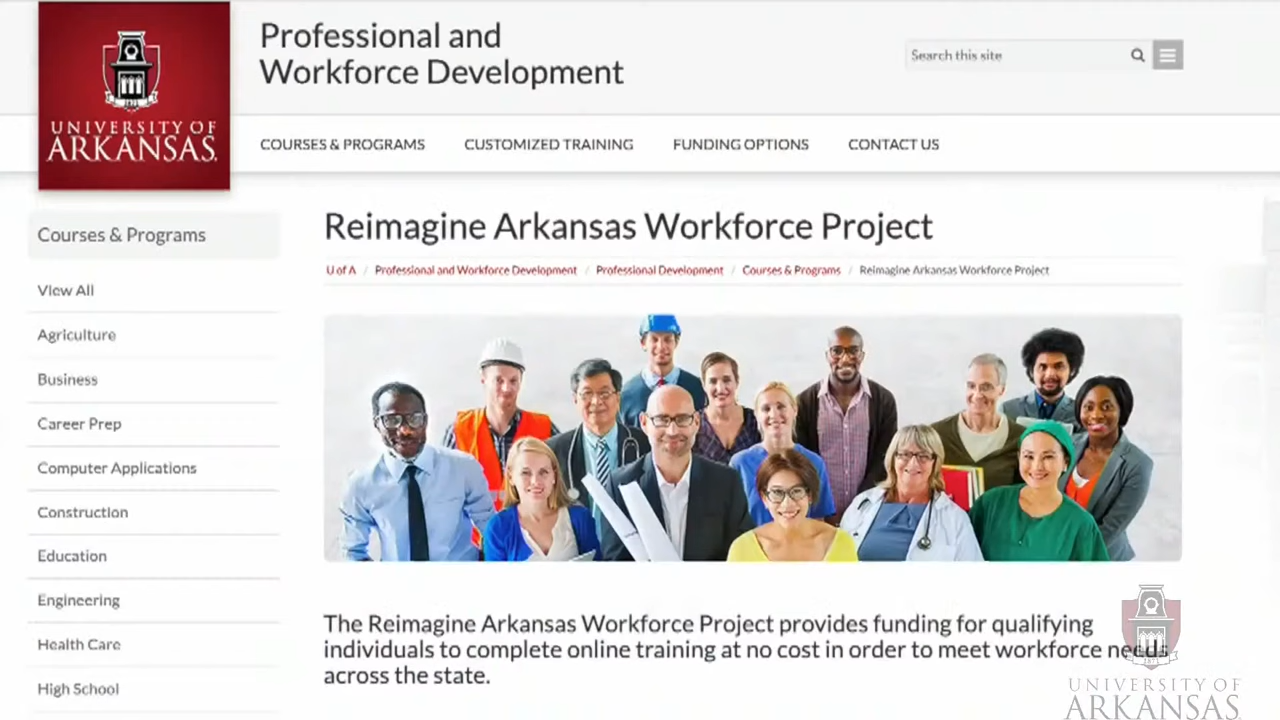 UNIVERSITY OF
ARKANSAS
Professional and
Workforce Development
Search this site
COURSES & PROGRAMS
CUSTOMIZED TRAINING
FUNDING OPTIONS
CONTACT US
Courses & Programs
View All
Agriculture
Business
Career Prep
Computer Applications
Construction
Education
Engineering
Health Care
High School
Reimagine Arkansas Workforce Project
U of A / Professional and Workforce Development / Professional Development / Courses & Programs / Reimagine Arkansas Workforce Project
The Reimagine Arkansas Workforce Project provides funding for qualifying
individuals to complete online training at no cost in order to meet workforce needs
across the state.
1871
UNIVERSITY OF
ARKANSAS